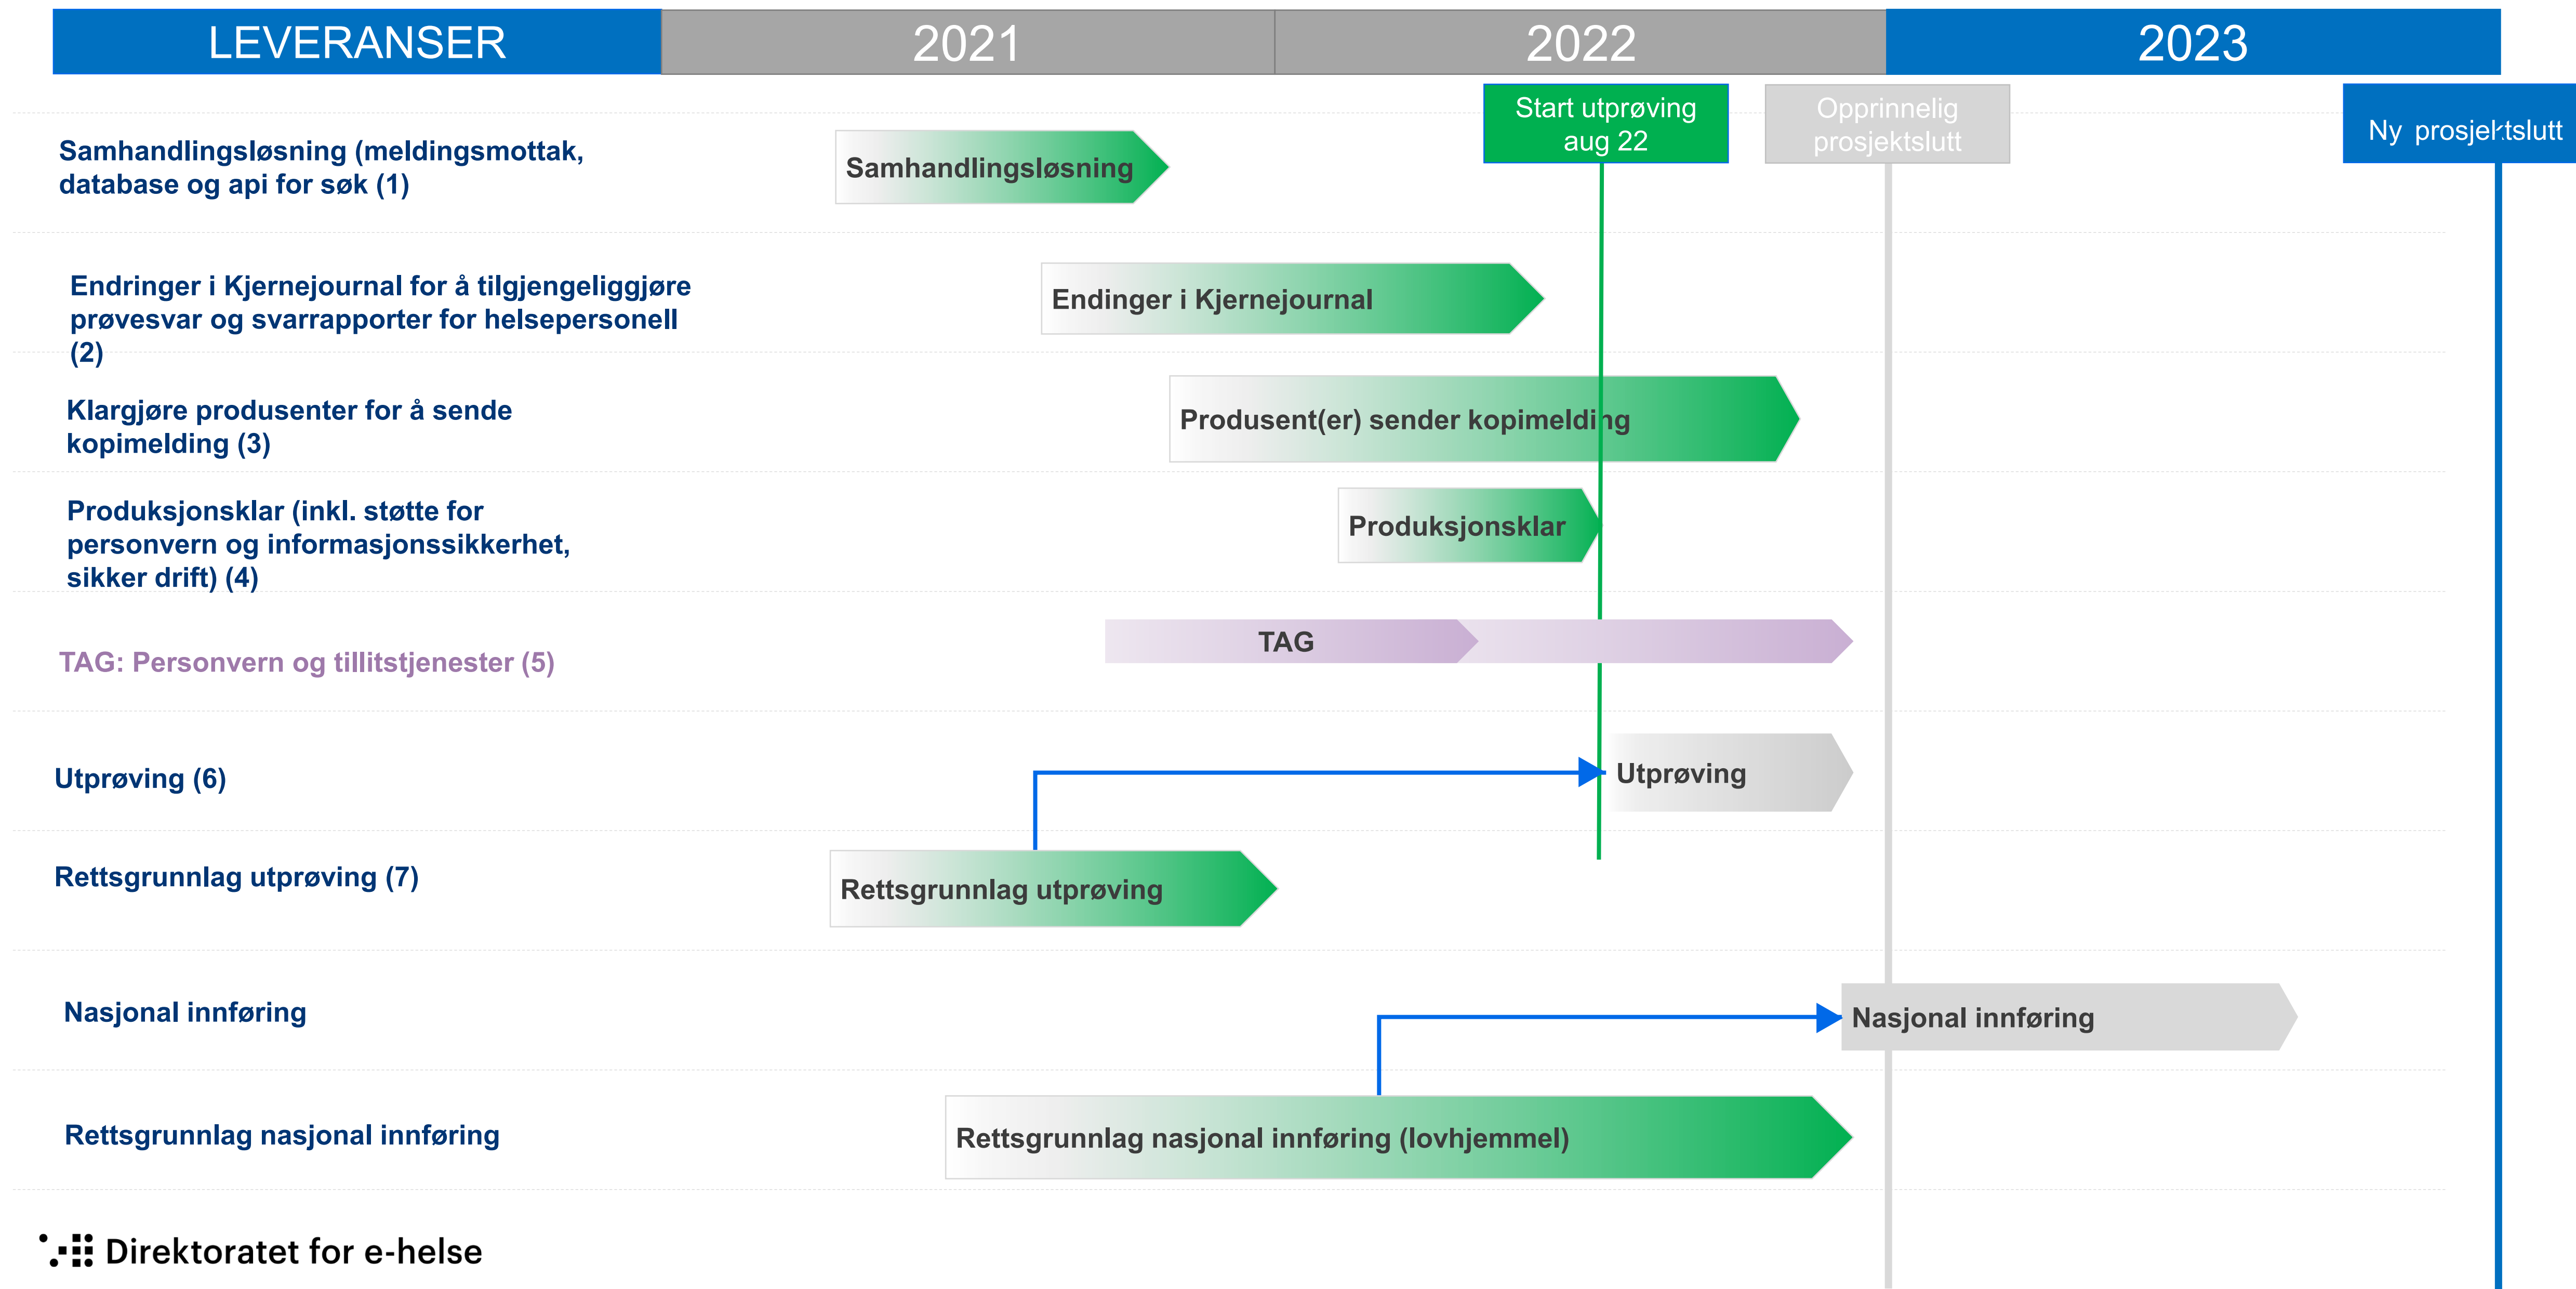 LEVERANSER
2021
2022
2023
Start utprøving
aug 22
Opprinnelig
prosjektslutt
Ny prosjektslutt
Samhandlingsløsning (meldingsmottak,
database og api for søk (1)
Samhandlingsløsning
Endringer i Kjernejournal for å tilgjengeliggjøre
prøvesvar og svarrapporter for helsepersonell
(2)
Endinger i Kjernejournal
Klargjøre produsenter for å sende
kopimelding (3)
Produsent(er) sender kopimelding
Produksjonsklar (inkl. støtte for
personvern og informasjonssikkerhet,
sikker drift) (4)
Produksjonsklar
TAG: Personvern og tillitstjenester (5)
TAG
Utprøving (6)
Utprøving
Rettsgrunnlag utprøving (7)
Rettsgrunnlag utprøving
Nasjonal innføring
Nasjonal innføring
Rettsgrunnlag nasjonal innføring
Rettsgrunnlag nasjonal innføring (lovhjemmel)
Direktoratet for e-helse